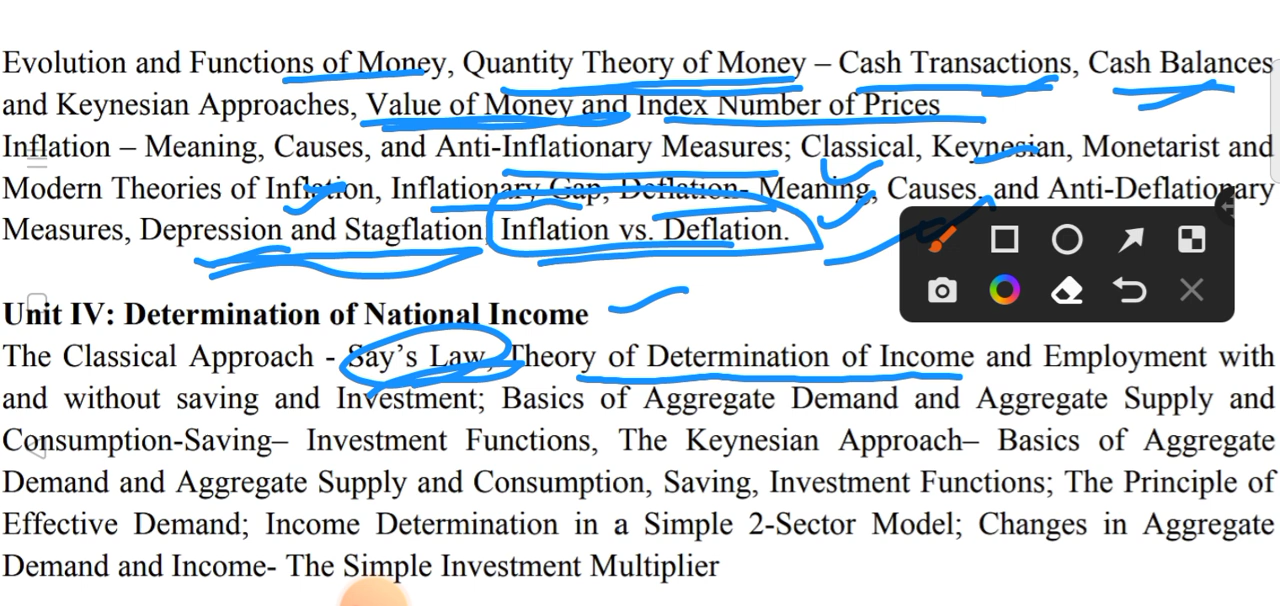 Evolution and Functions of Money, Quantity Theory of Money – Cash Transactions, Cash Balances
and Keynesian Approaches, Value of Money and Index Number of Prices
Inflation – Meaning, Causes, and Anti-Inflationary Measures; Classical, Keynesian, Monetarist and
Modern Theories of Inflation, Inflationary Gap, Deflation- Meaning, Causes, and Anti-Deflationary
Measures, Depression and Stagflation, Inflation vs. Deflation.
Unit IV: Determination of National Income
The Classical Approach - Say's Law, Theory of Determination of Income and Employment with
and without saving and Investment; Basics of Aggregate Demand and Aggregate Supply and
Consumption-Saving– Investment Functions, The Keynesian Approach– Basics of Aggregate
Demand and Aggregate Supply and Consumption, Saving, Investment Functions; The Principle of
Effective Demand; Income Determination in a Simple 2-Sector Model; Changes in Aggregate
Demand and Income- The Simple Investment Multiplier